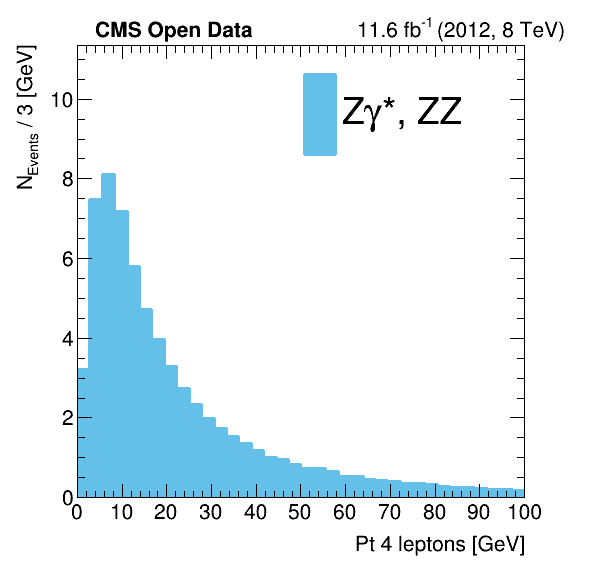 CMS Open Data 11.6 fb⁻¹ (2012, 8 TeV)
N_Events / 3 [GeV]
Zγ*, ZZ
10
8
6
4
2
0
0 10 20 30 40 50 60 70 80 90 100
Pt 4 leptons [GeV]